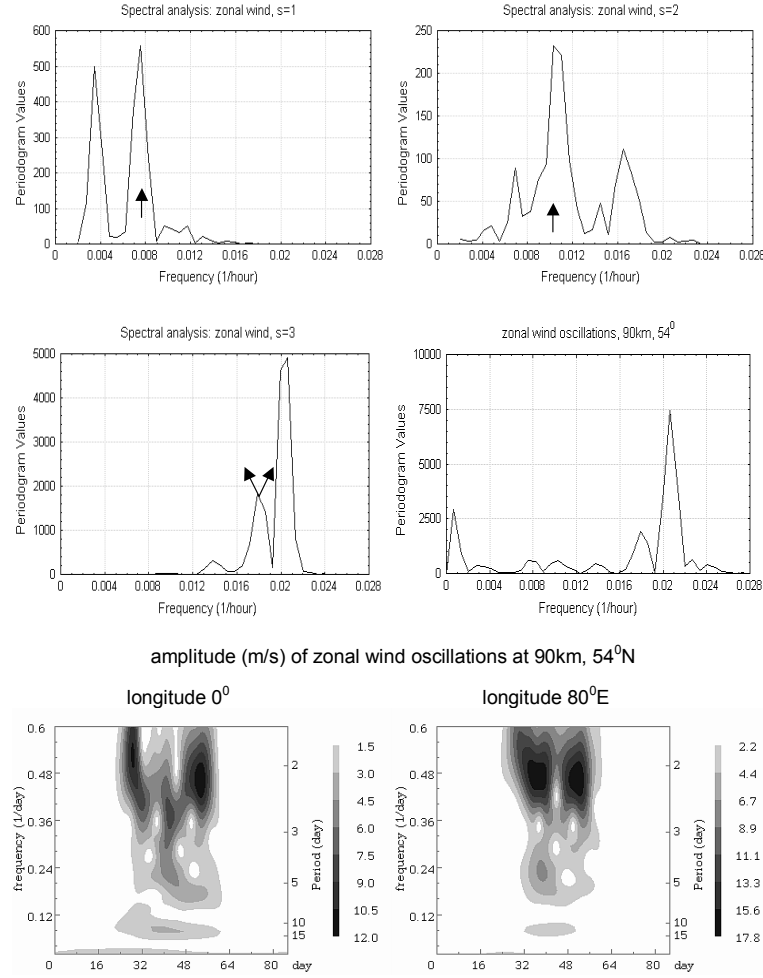 Spectral analysis: zonal wind, s=1
Periodogram Values
600
500
400
300
200
100
0
0 0.004 0.008 0.012 0.016 0.02 0.024 0.028
Frequency (1/hour)
Spectral analysis: zonal wind, s=2
Periodogram Values
250
200
150
100
50
0
0 0.004 0.008 0.012 0.016 0.02 0.024 0.028
Frequency (1/hour)
Spectral analysis: zonal wind, s=3
Periodogram Values
5000
4000
3000
2000
1000
0
0 0.004 0.008 0.012 0.016 0.02 0.024 0.028
Frequency (1/hour)
zonal wind oscillations, 90km, 54⁰
Periodogram Values
10000
7500
5000
2500
0
0 0.004 0.008 0.012 0.016 0.02 0.024 0.028
Frequency (1/hour)
amplitude (m/s) of zonal wind oscillations at 90km, 54⁰N
longitude 0⁰
frequency (1/day)
0.6
0.48
0.36
0.24
0.12
0 16 32 48 64 day
2
3
5
10
15
Period (day)
1.5
3.0
4.5
6.0
7.5
9.0
10.5
12.0
longitude 80⁰E
frequency (1/day)
0.6
0.48
0.36
0.24
0.12
0 16 32 48 64 80 day
2
3
5
10
15
Period (day)
2.2
4.4
6.7
8.9
11.1
13.3
15.6
17.8